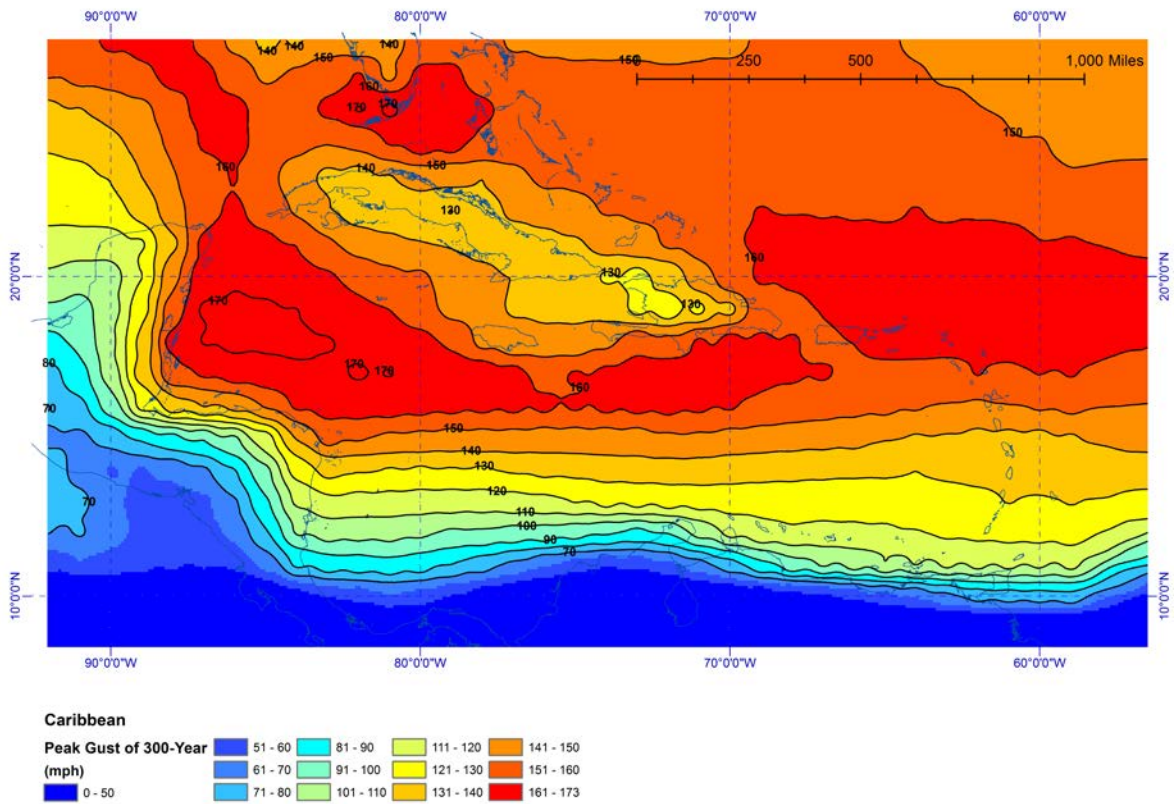 90°0'0"W 80°0'0"W 70°0'0"W 60°0'0"W
140 140 140
150 150 150
250 500 1,000 Miles
160
170 170
150
160 140 150
130
20°0'0"N 130 160 20°0'0"N
170 130
80 170 170
160
70
150
140
130
70 120
110
100
90
70
10°0'0"N 10°0'0"N
90°0'0"W 80°0'0"W 70°0'0"W 60°0'0"W
Caribbean
Peak Gust of 300-Year 51 - 60 81 - 90 111 - 120 141 - 150
(mph) 61 - 70 91 - 100 121 - 130 151 - 160
0 - 50 71 - 80 101 - 110 131 - 140 161 - 173